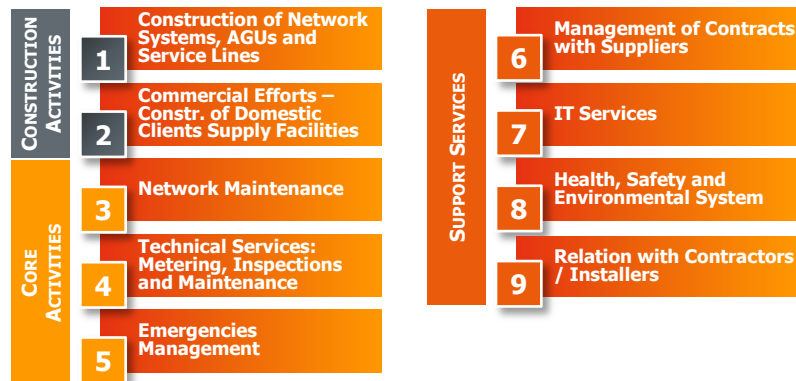 CONSTRUCTION
ACTIVITIES
1
Construction of Network
Systems, AGUs and
Service Lines
2
Commercial Efforts –
Constr. of Domestic
Clients Supply Facilities
CORE
ACTIVITIES
3
Network Maintenance
4
Technical Services:
Metering, Inspections
and Maintenance
5
Emergencies
Management
SUPPORT SERVICES
6
Management of Contracts
with Suppliers
7
IT Services
8
Health, Safety and
Environmental System
9
Relation with Contractors
/ Installers